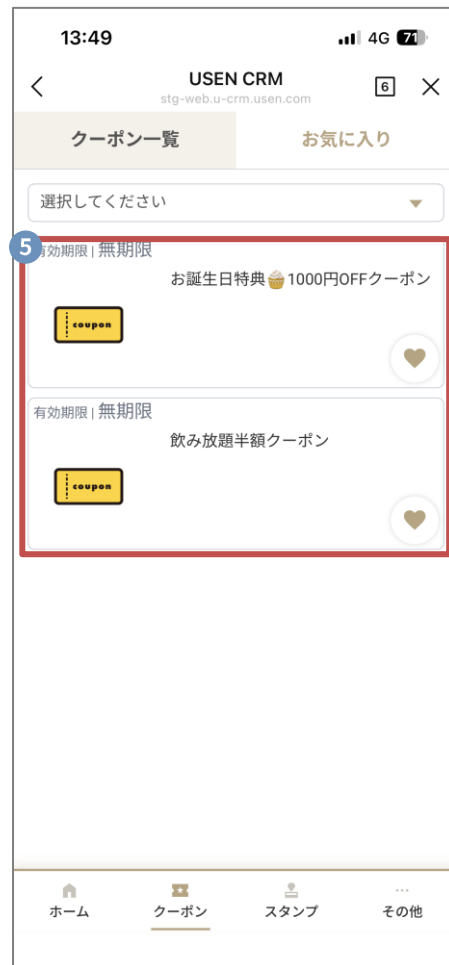 13:49
4G 71
USEN CRM
stg-web.u-crm.usen.com
6
クーポン一覧
お気に入り
選択してください
5
有効期限 | 無期限
お誕生日特典🧁1000円OFFクーポン
coupon
有効期限 | 無期限
飲み放題半額クーポン
coupon
ホーム
クーポン
スタンプ
その他